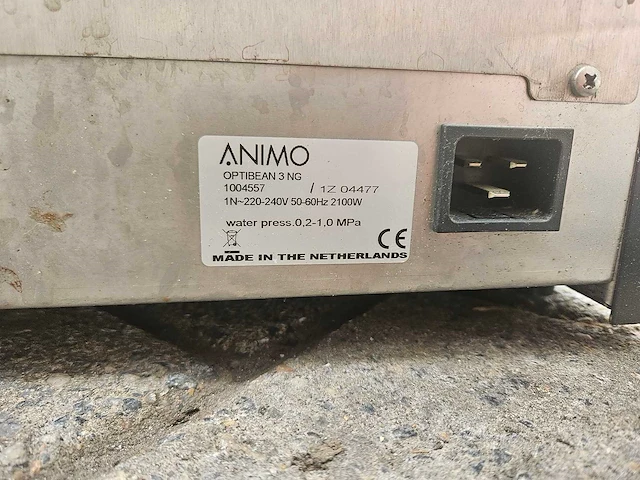 ANIMO
OPTIBEAN 3 NG
1004557 / 1Z 04477
1N~220-240V 50-60Hz 2100W
water press.0,2-1,0 MPa
CE
MADE IN THE NETHERLANDS